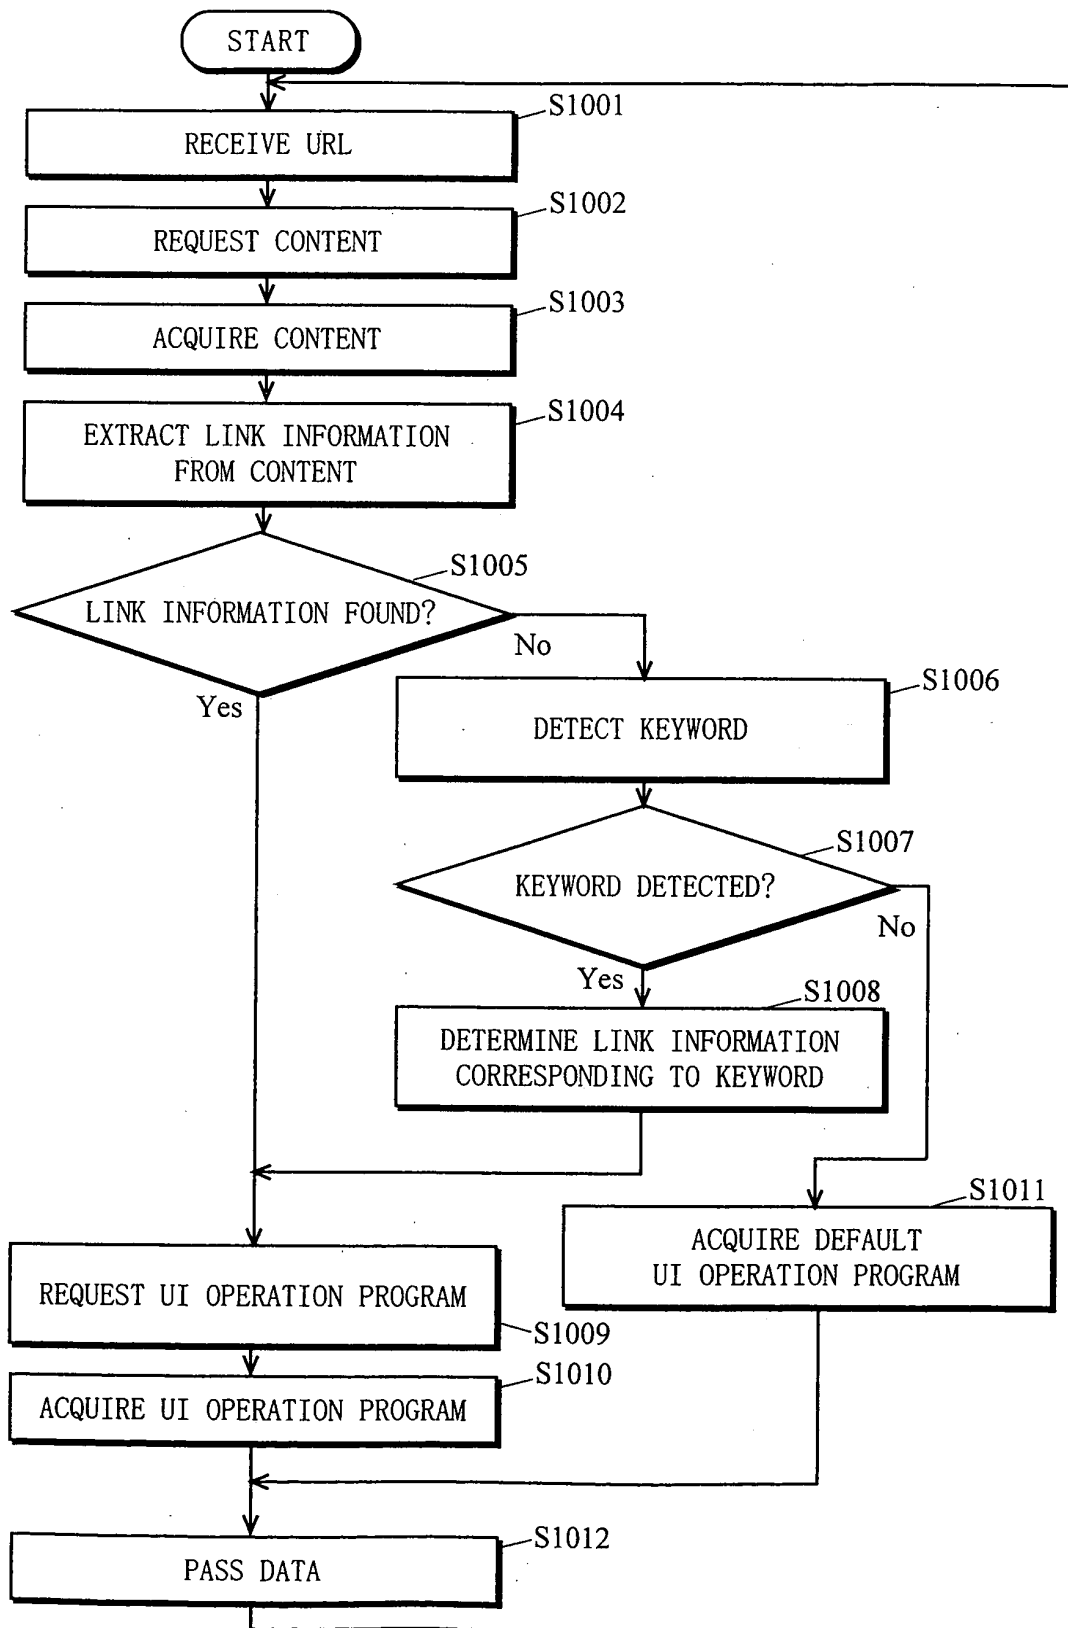 START
S1001
RECEIVE URL
S1002
REQUEST CONTENT
S1003
ACQUIRE CONTENT
S1004
EXTRACT LINK INFORMATION
FROM CONTENT
S1005
LINK INFORMATION FOUND?
No
Yes
S1006
DETECT KEYWORD
S1007
KEYWORD DETECTED?
No
Yes
S1008
DETERMINE LINK INFORMATION
CORRESPONDING TO KEYWORD
S1011
ACQUIRE DEFAULT
UI OPERATION PROGRAM
REQUEST UI OPERATION PROGRAM
S1009
S1010
ACQUIRE UI OPERATION PROGRAM
S1012
PASS DATA